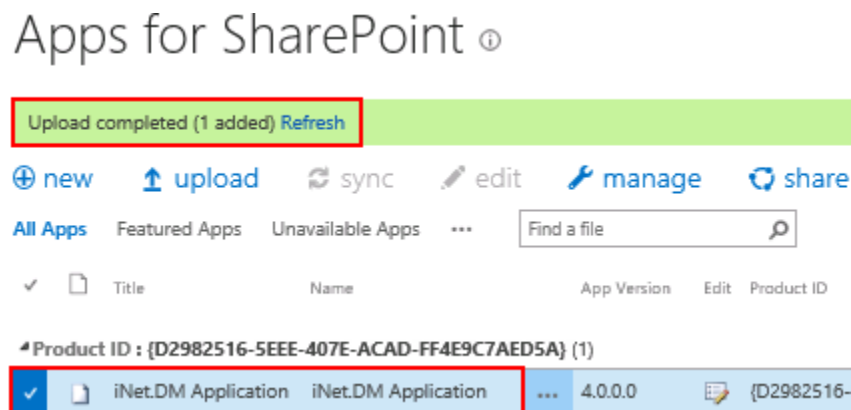 Apps for SharePoint
Upload completed (1 added) Refresh
new upload sync edit manage share
All Apps Featured Apps Unavailable Apps ... Find a file
Title Name App Version Edit Product ID
Product ID : {D2982516-5EEE-407E-ACAD-FF4E9C7AED5A} (1)
iNet.DM Application iNet.DM Application ... 4.0.0.0 {D2982516-